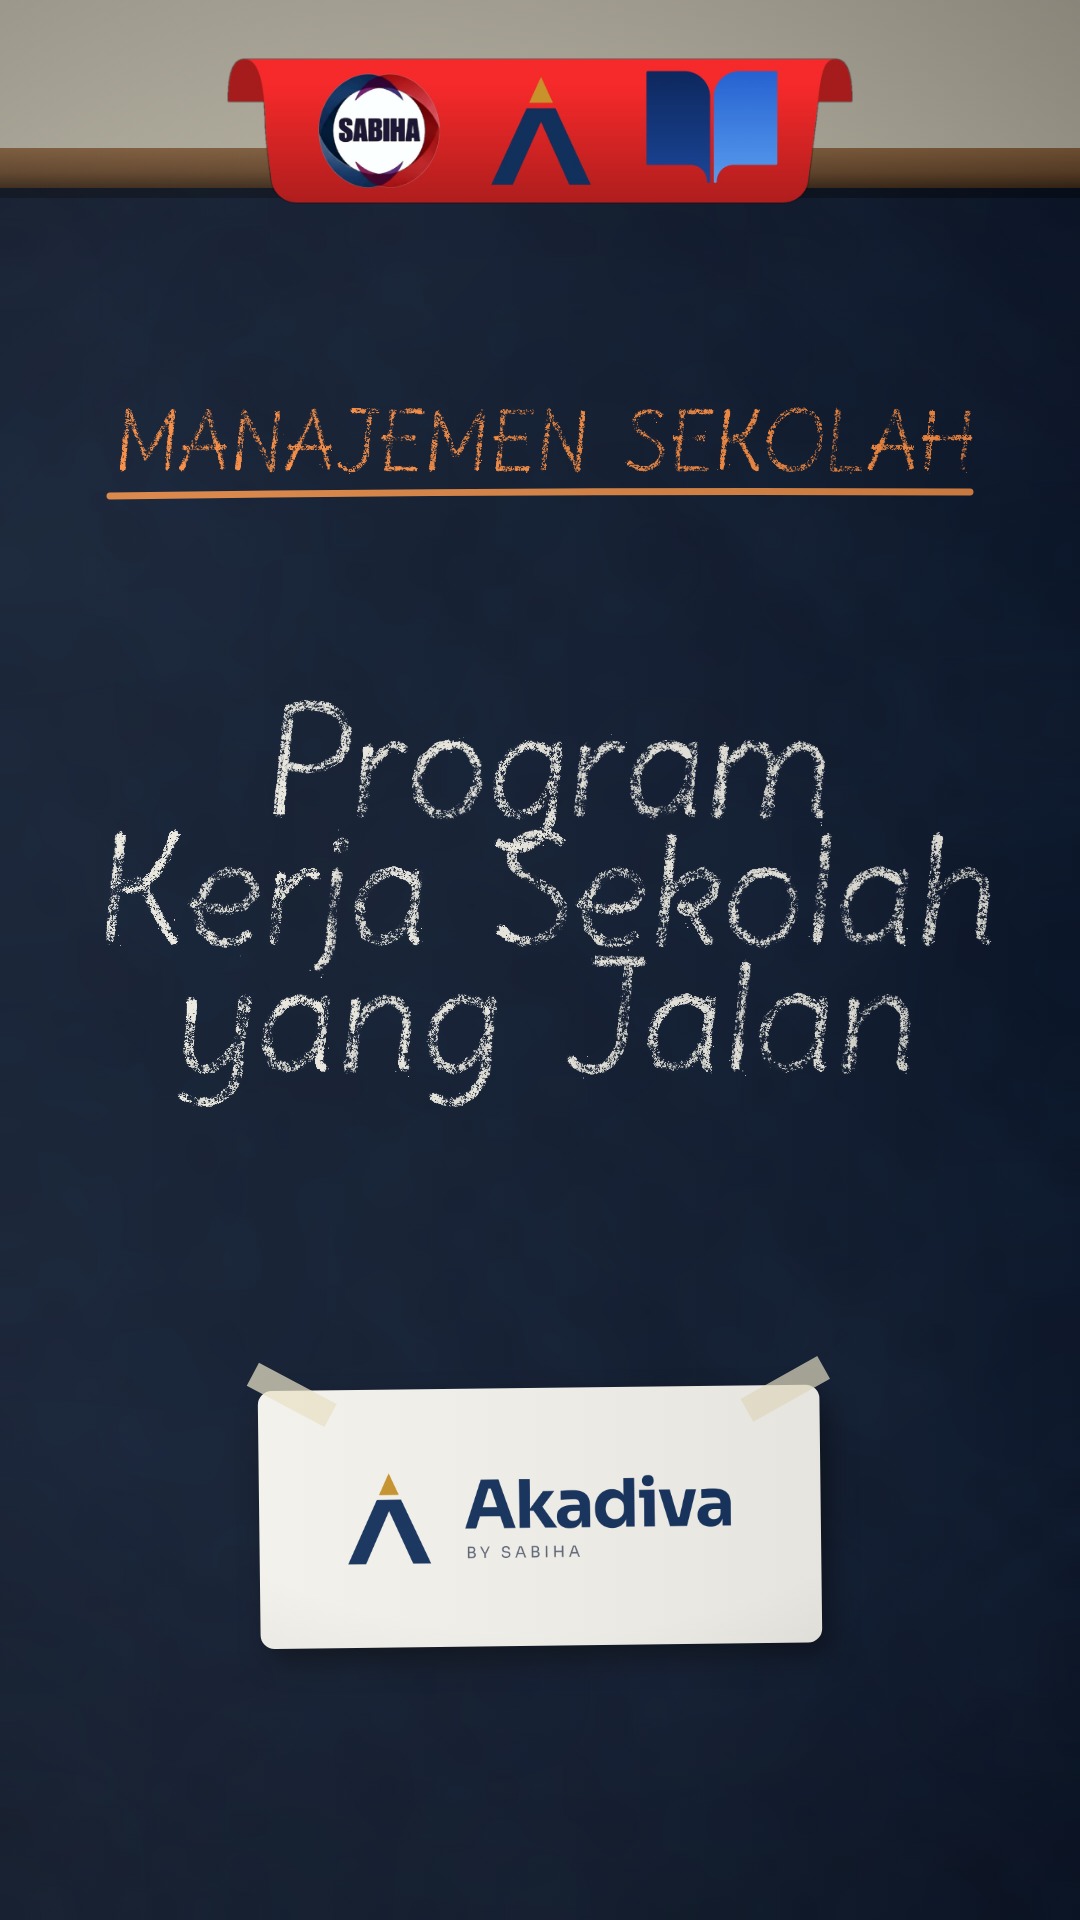 SABIHA
MANAJEMEN SEKOLAH
Program
Kerja Sekolah
yang Jalan
Akadiva
BY SABIHA